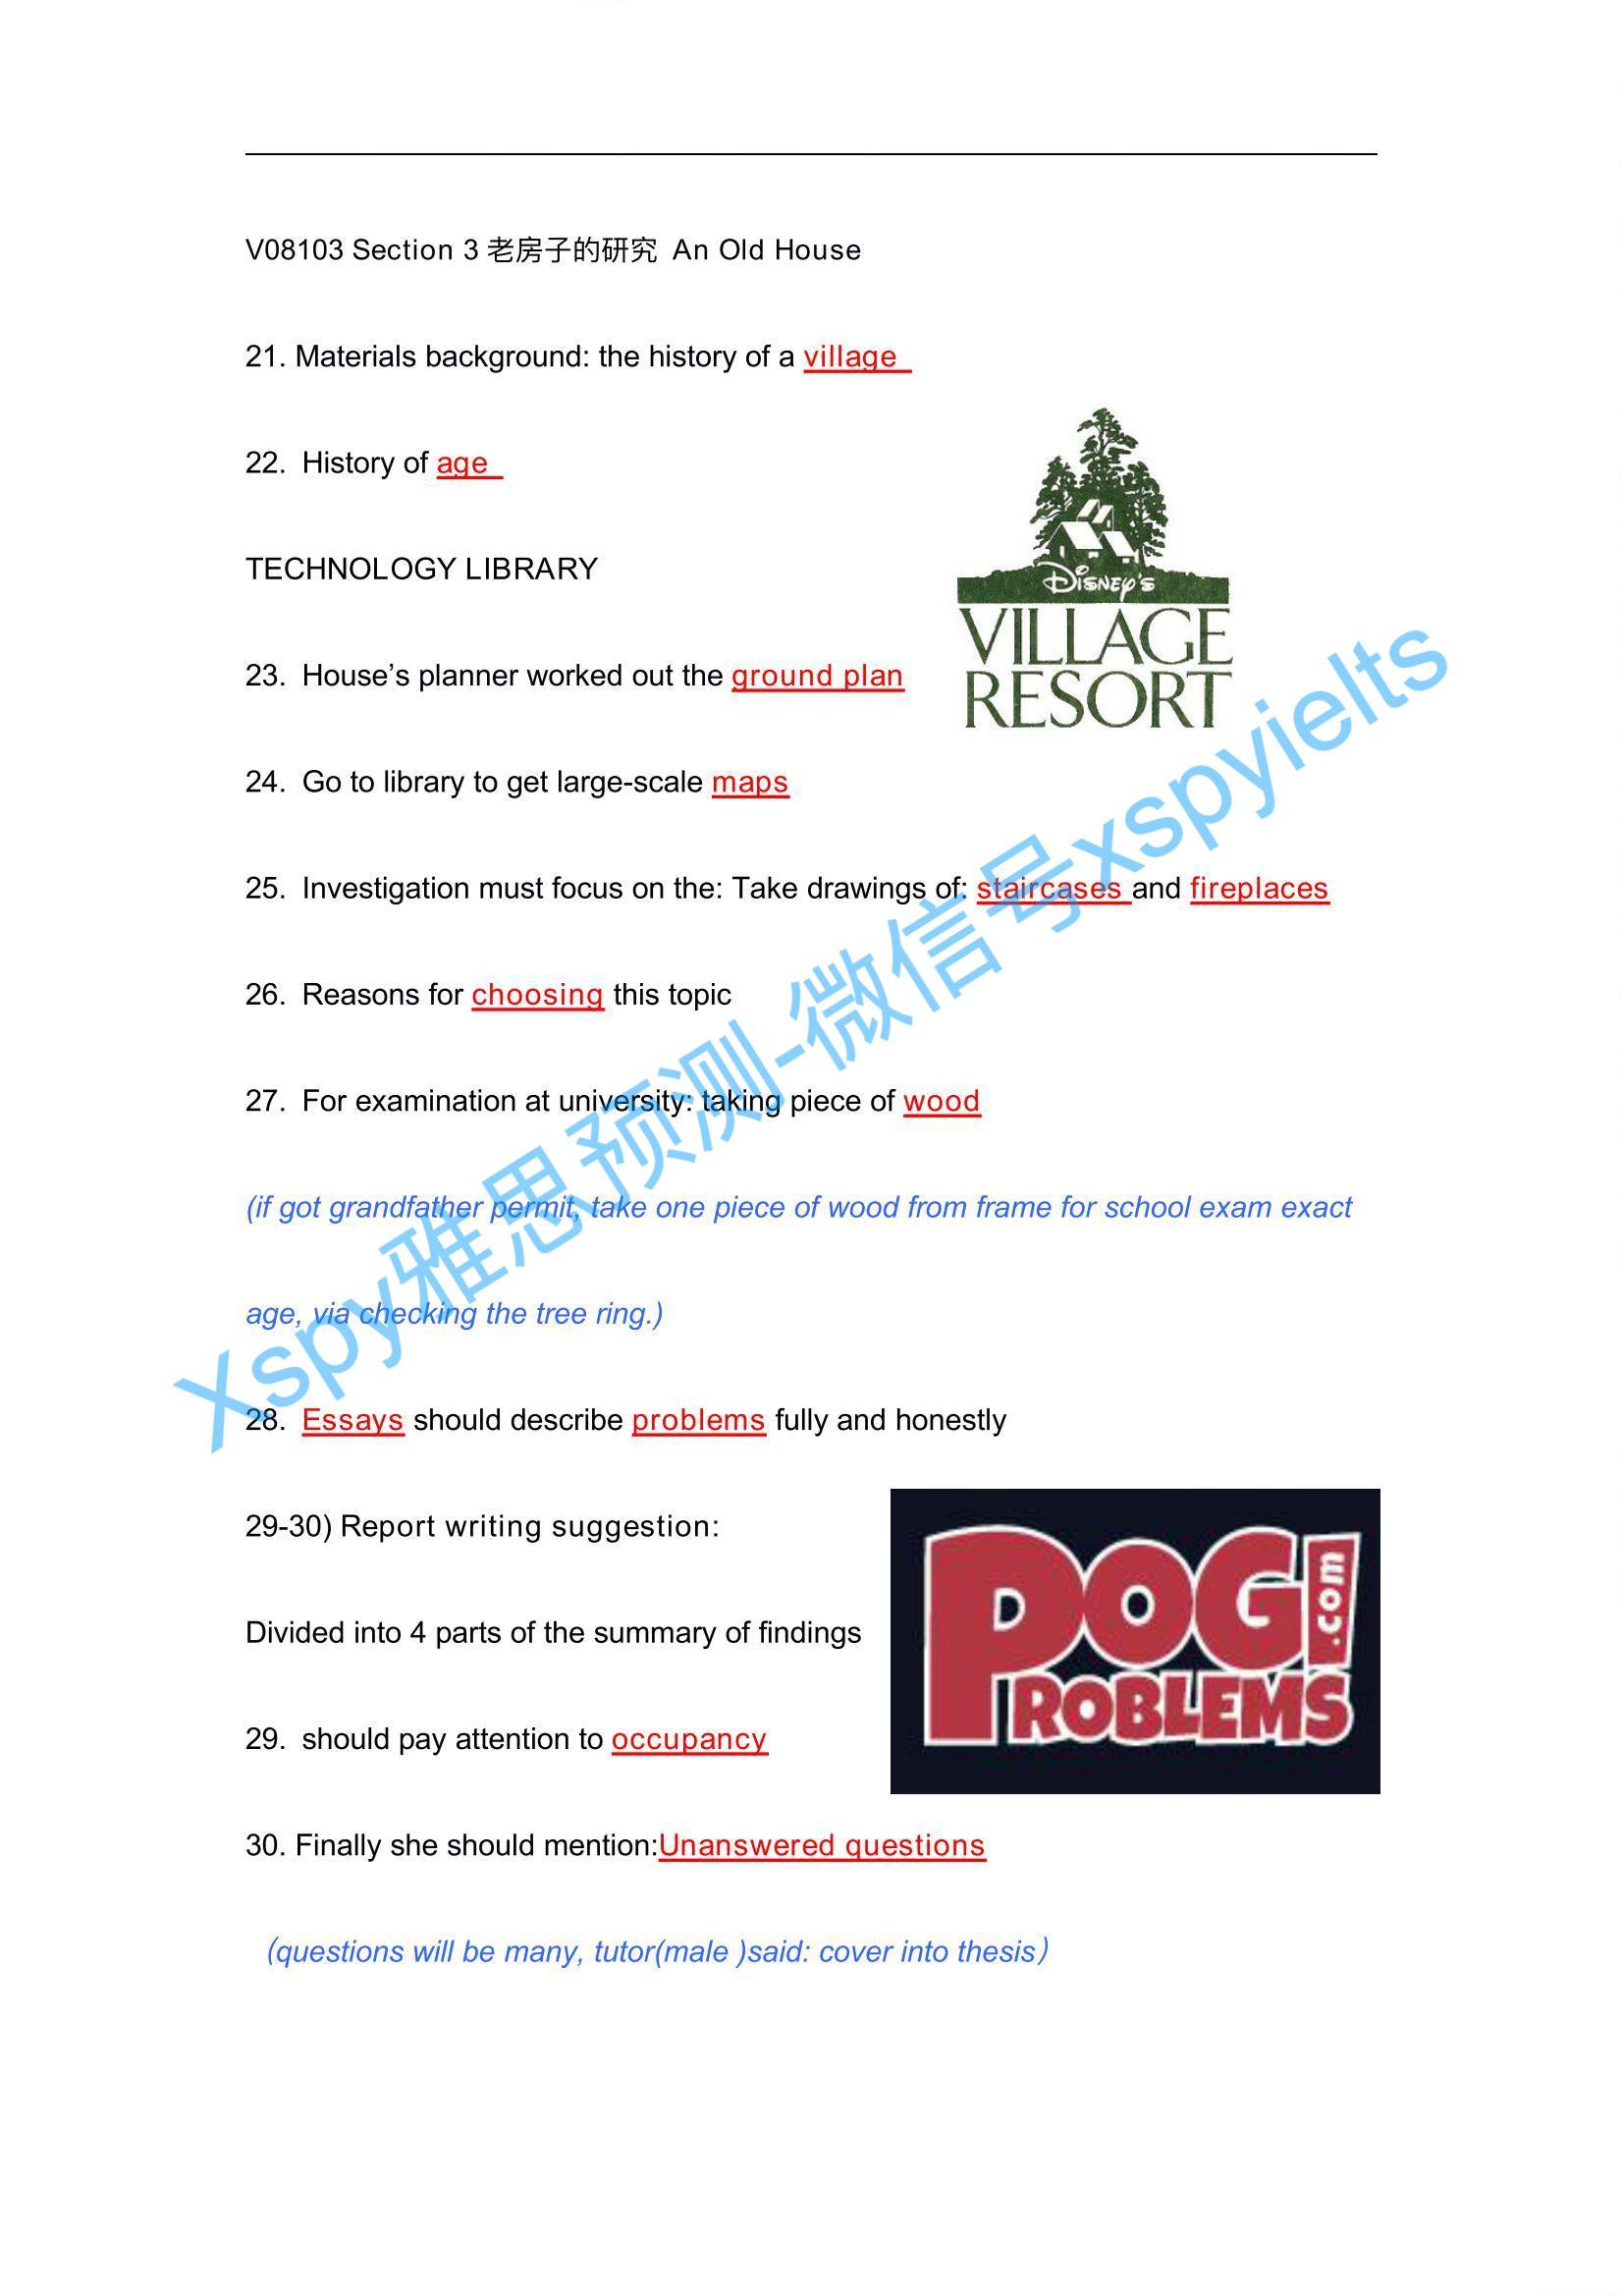 V08103 Section 3 老房子的研究 An Old House
21. Materials background: the history of a village
22. History of age
TECHNOLOGY LIBRARY
DISNEY'S
VILLAGE
RESORT
23. House’s planner worked out the ground plan
24. Go to library to get large-scale maps
25. Investigation must focus on the: Take drawings of: staircases and fireplaces
26. Reasons for choosing this topic
27. For examination at university: taking piece of wood
(if got grandfather permit, take one piece of wood from frame for school exam exact
age, via checking the tree ring.)
Xspy雅思预测-微信号xspyielts
28. Essays should describe problems fully and honestly
29-30) Report writing suggestion:
Divided into 4 parts of the summary of findings
29. should pay attention to occupancy
POG.com
PROBLEMS
30. Finally she should mention:Unanswered questions
(questions will be many, tutor(male )said: cover into thesis)